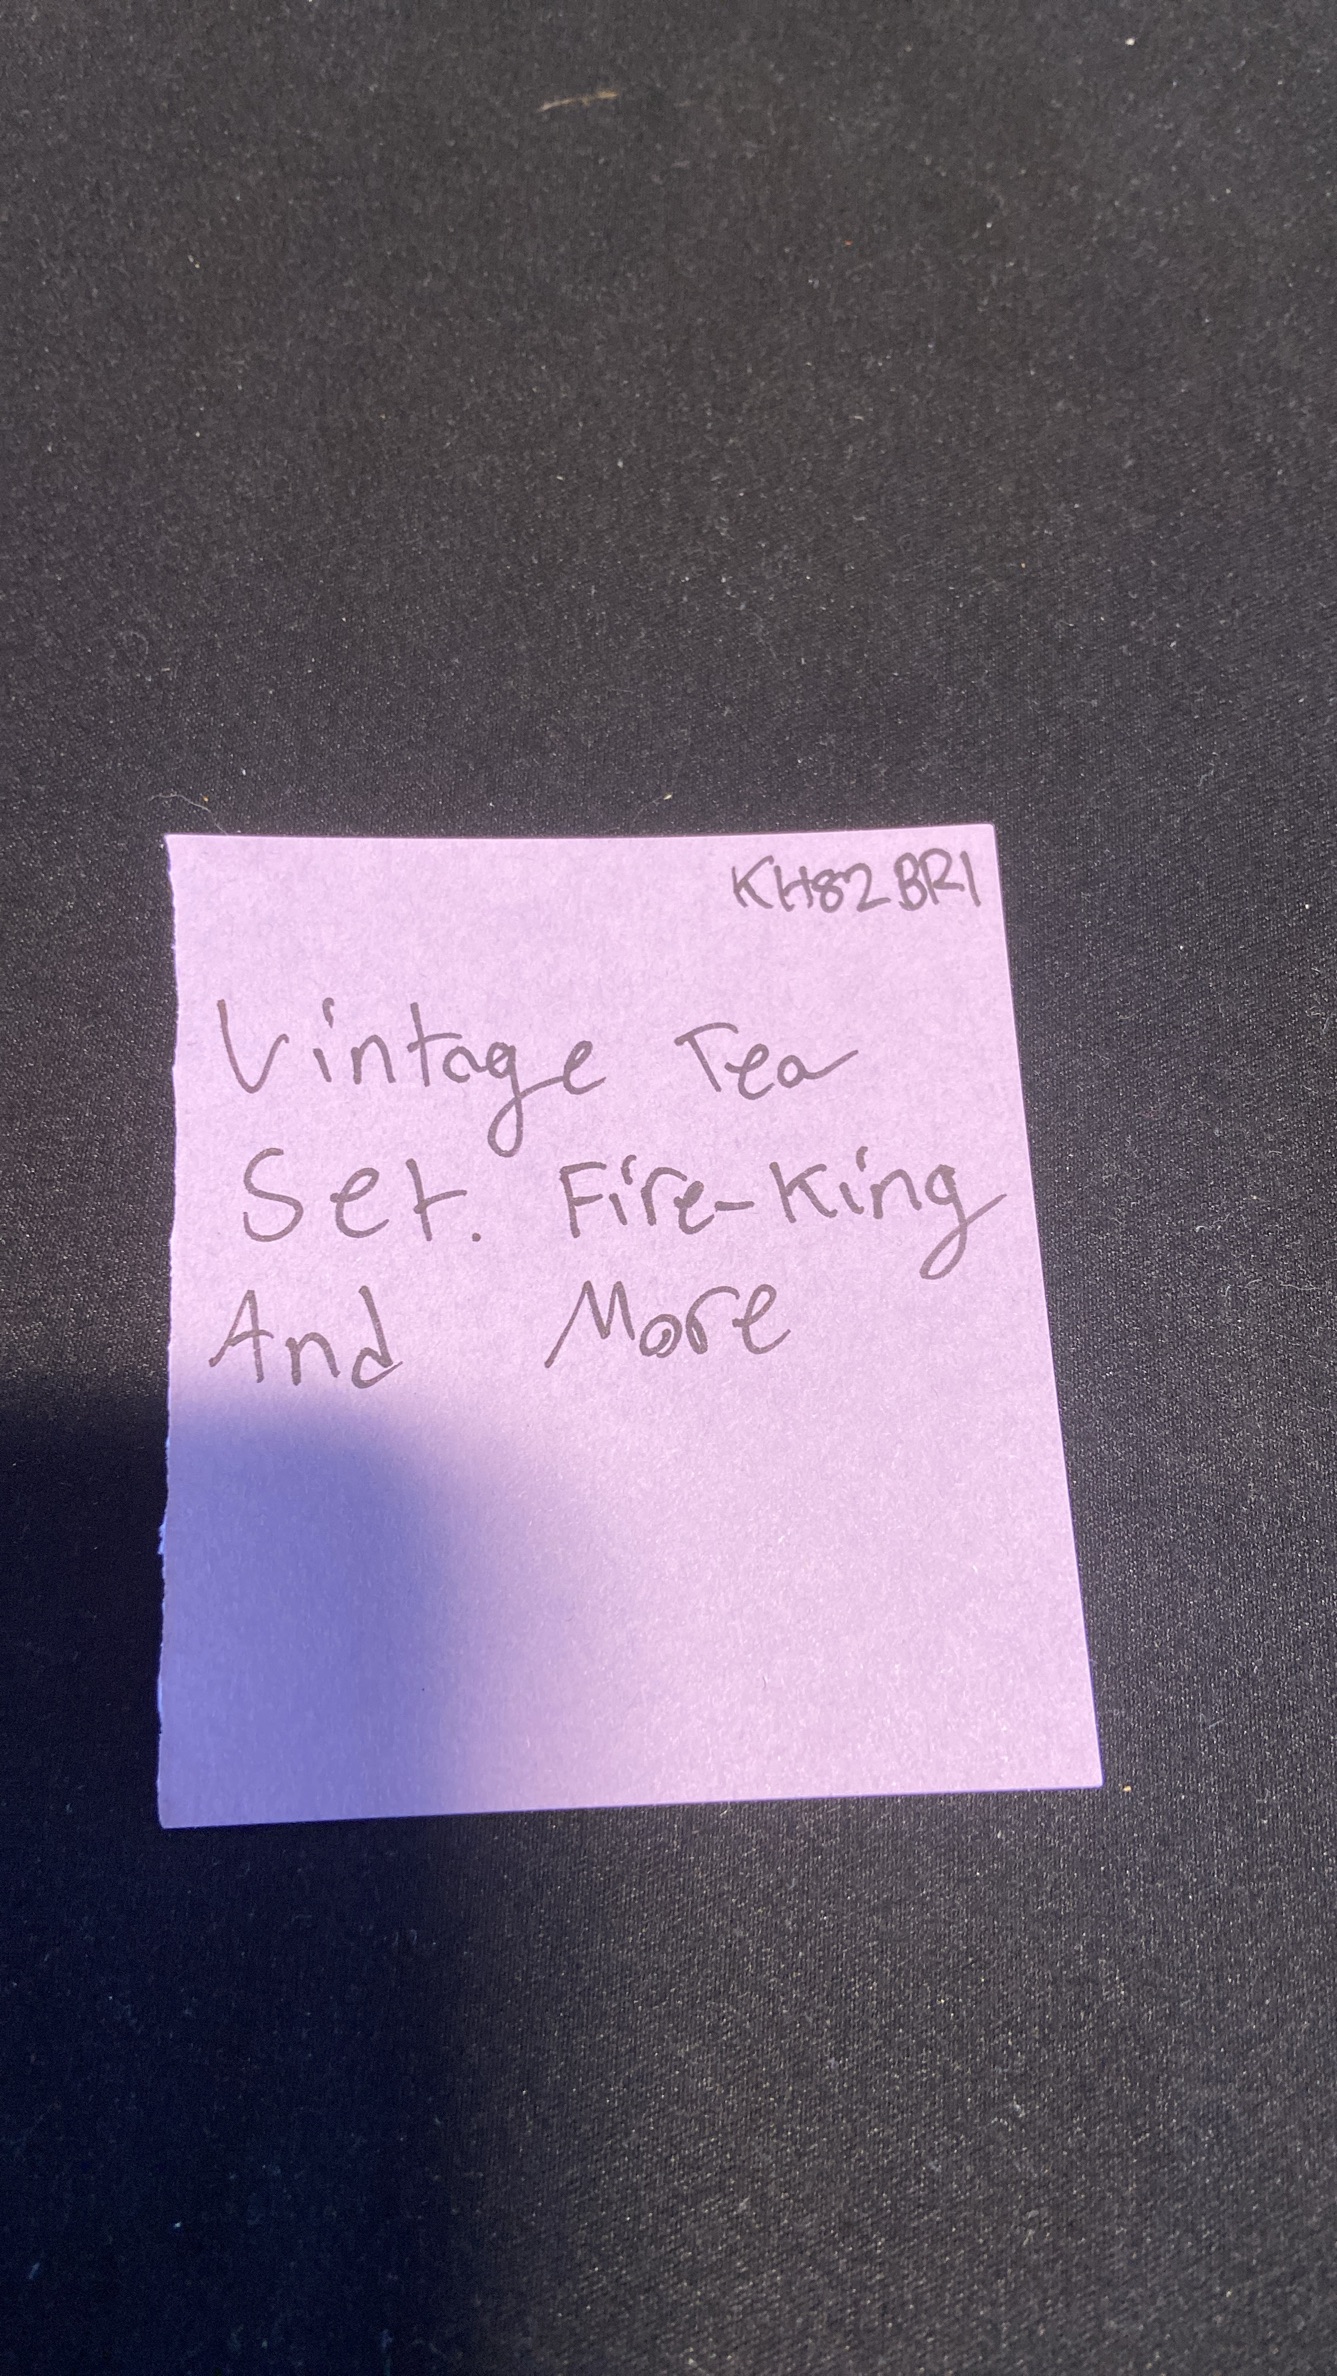 KH82BR1
Vintage Tea
Set. Fire-King
And More